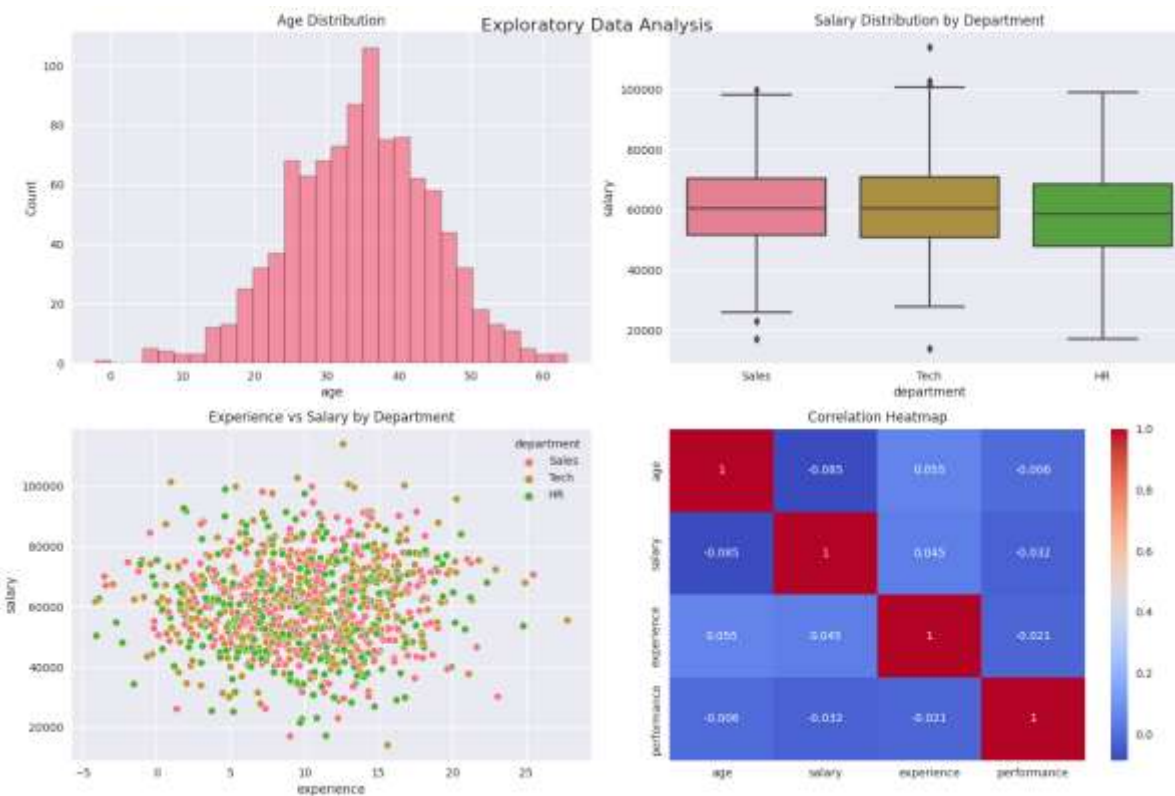 Exploratory Data Analysis
Age Distribution
100
80
60
40
20
0
Count
0 10 20 30 40 50 60
age
Salary Distribution by Department
100000
80000
60000
40000
20000
salary
Sales Tech HR
department
Experience vs Salary by Department
department
Sales
Tech
HR
100000
80000
60000
40000
20000
salary
−5 0 5 10 15 20 25
experience
Correlation Heatmap
age 1 -0.085 0.055 -0.006
salary -0.085 1 0.045 -0.032
experience 0.055 0.045 1 -0.021
performance -0.006 -0.032 -0.021 1
age salary experience performance
1.0
0.8
0.6
0.4
0.2
0.0